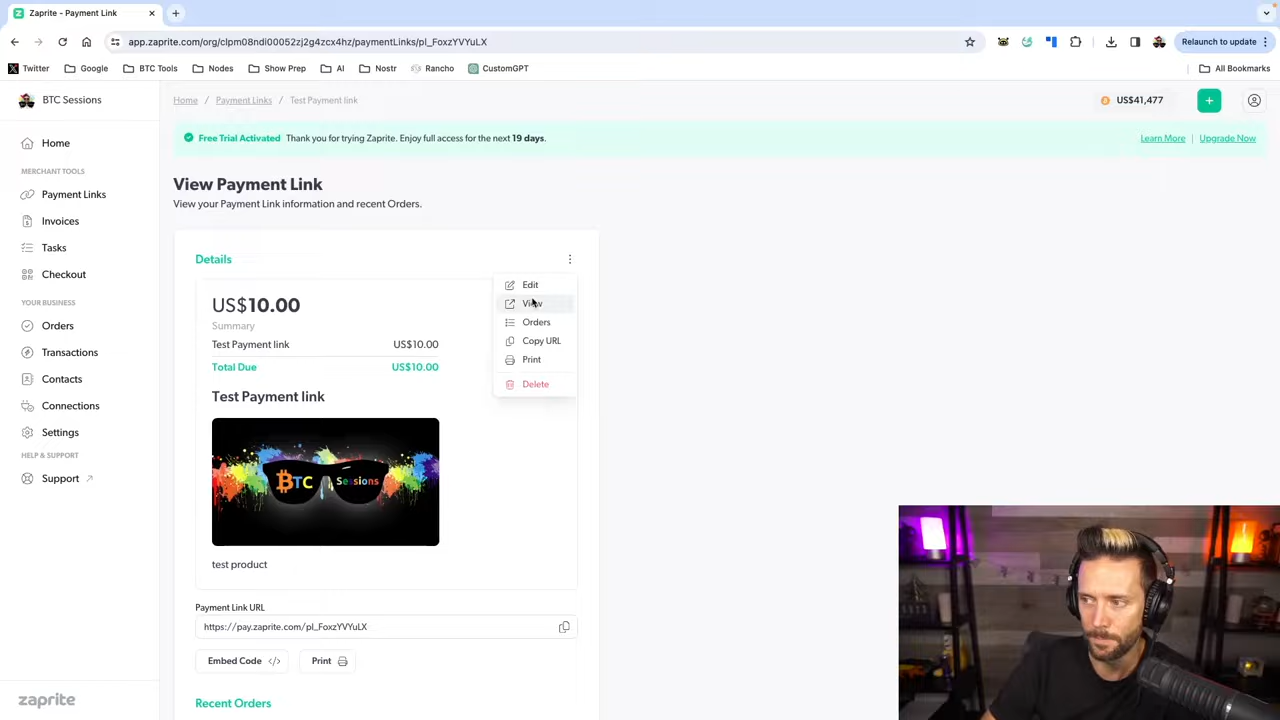 Zaprite - Payment Link
app.zaprite.com/org/clpm08ndi00052zj2g4zcx4hz/paymentLinks/pl_FoxzYVYuLX
Relaunch to update
Twitter Google BTC Tools Nodes Show Prep AI Nostr Rancho CustomGPT All Bookmarks
BTC Sessions
Home / Payment Links / Test Payment link
US$41,477
Free Trial Activated Thank you for trying Zaprite. Enjoy full access for the next 19 days.
Learn More | Upgrade Now
Home
MERCHANT TOOLS
Payment Links
Invoices
Tasks
Checkout
YOUR BUSINESS
Orders
Transactions
Contacts
Connections
Settings
HELP & SUPPORT
Support
zaprite
View Payment Link
View your Payment Link information and recent Orders.
Details
US$10.00
Summary
Test Payment link US$10.00
Total Due US$10.00
Test Payment link
BTC Sessions
test product
Edit
View
Orders
Copy URL
Print
Delete
Payment Link URL
https://pay.zaprite.com/pl_FoxzYVYuLX
Embed Code </> Print
Recent Orders